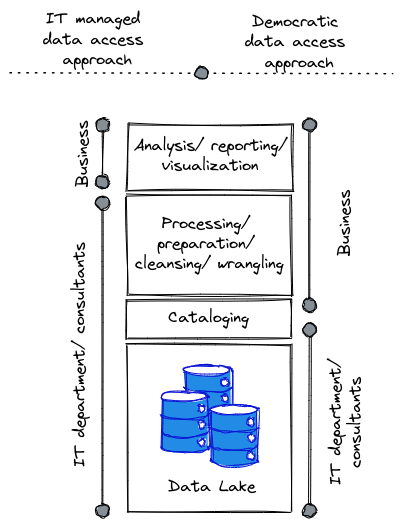 IT managed
data access
approach
Democratic
data access
approach
Business
IT department/ consultants
Analysis/ reporting/
visualization
Processing/
preparation/
cleansing/ wrangling
Cataloging
Data Lake
Business
IT department/
consultants